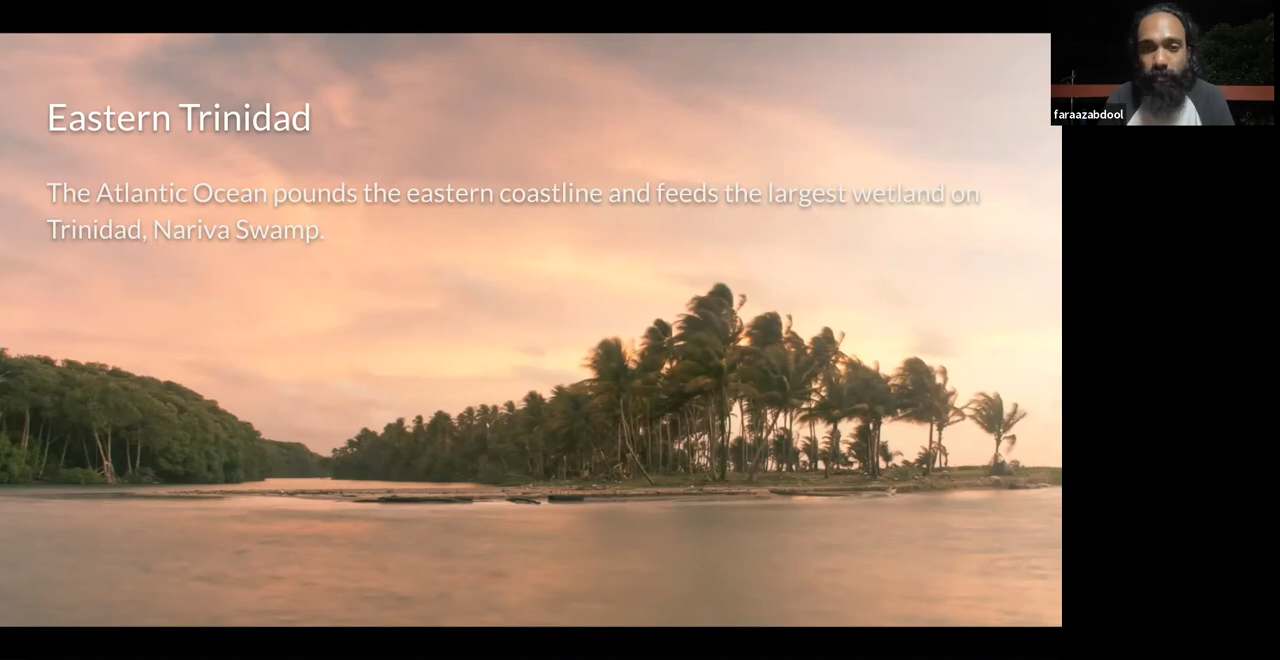 Eastern Trinidad
The Atlantic Ocean pounds the eastern coastline and feeds the largest wetland on
Trinidad, Nariva Swamp.
faraazabdool